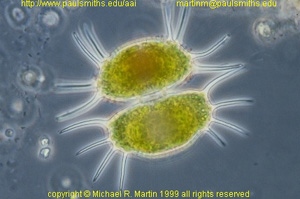 http://www.paulsmiths.edu/aai martinm@paulsmiths.edu
copyright © Michael R. Martin 1999 all rights reserved